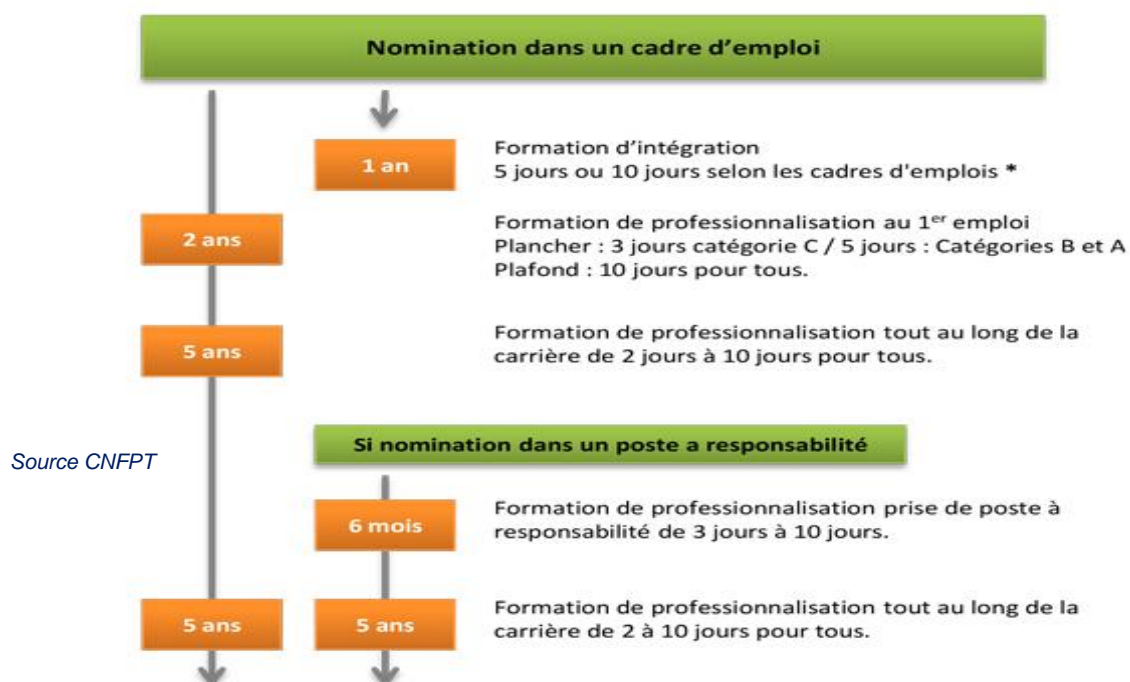 Nomination dans un cadre d'emploi
1 an
Formation d'intégration
5 jours ou 10 jours selon les cadres d'emplois *
2 ans
Formation de professionnalisation au 1er emploi
Plancher : 3 jours catégorie C / 5 jours : Catégories B et A
Plafond : 10 jours pour tous.
5 ans
Formation de professionnalisation tout au long de la
carrière de 2 jours à 10 jours pour tous.
Si nomination dans un poste a responsabilité
Source CNFPT
6 mois
Formation de professionnalisation prise de poste à
responsabilité de 3 jours à 10 jours.
5 ans
5 ans
Formation de professionnalisation tout au long de la
carrière de 2 à 10 jours pour tous.